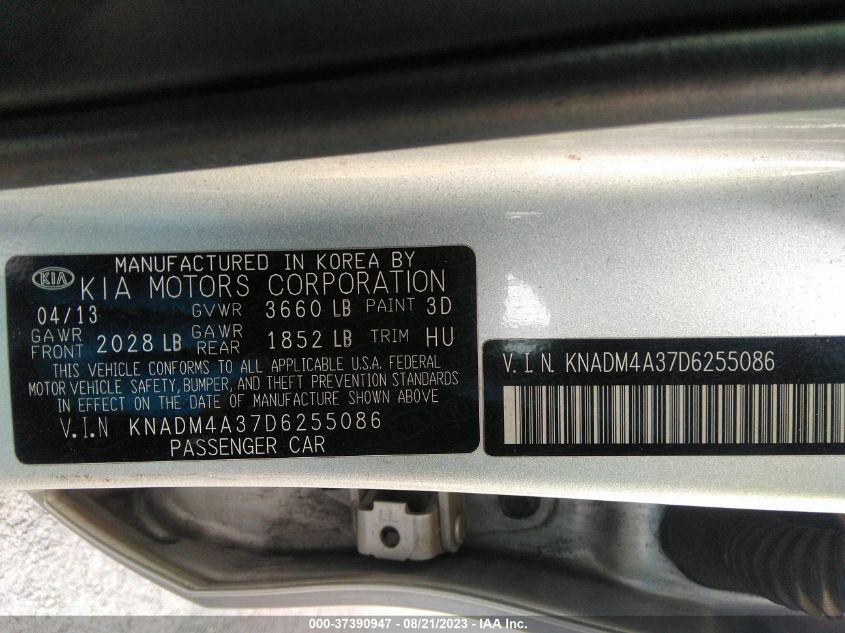 MANUFACTURED IN KOREA BY
KIA KIA MOTORS CORPORATION
04/13 GVWR 3660 LB PAINT 3D
GAWR FRONT 2028 LB GAWR REAR 1852 LB TRIM HU
THIS VEHICLE CONFORMS TO ALL APPLICABLE U.S.A. FEDERAL
MOTOR VEHICLE SAFETY, BUMPER, AND THEFT PREVENTION STANDARDS
IN EFFECT ON THE DATE OF MANUFACTURE SHOWN ABOVE
V.I.N KNADM4A37D6255086
PASSENGER CAR
V.I.N. KNADM4A37D6255086
000-37390947 - 08/21/2023 - IAA Inc.